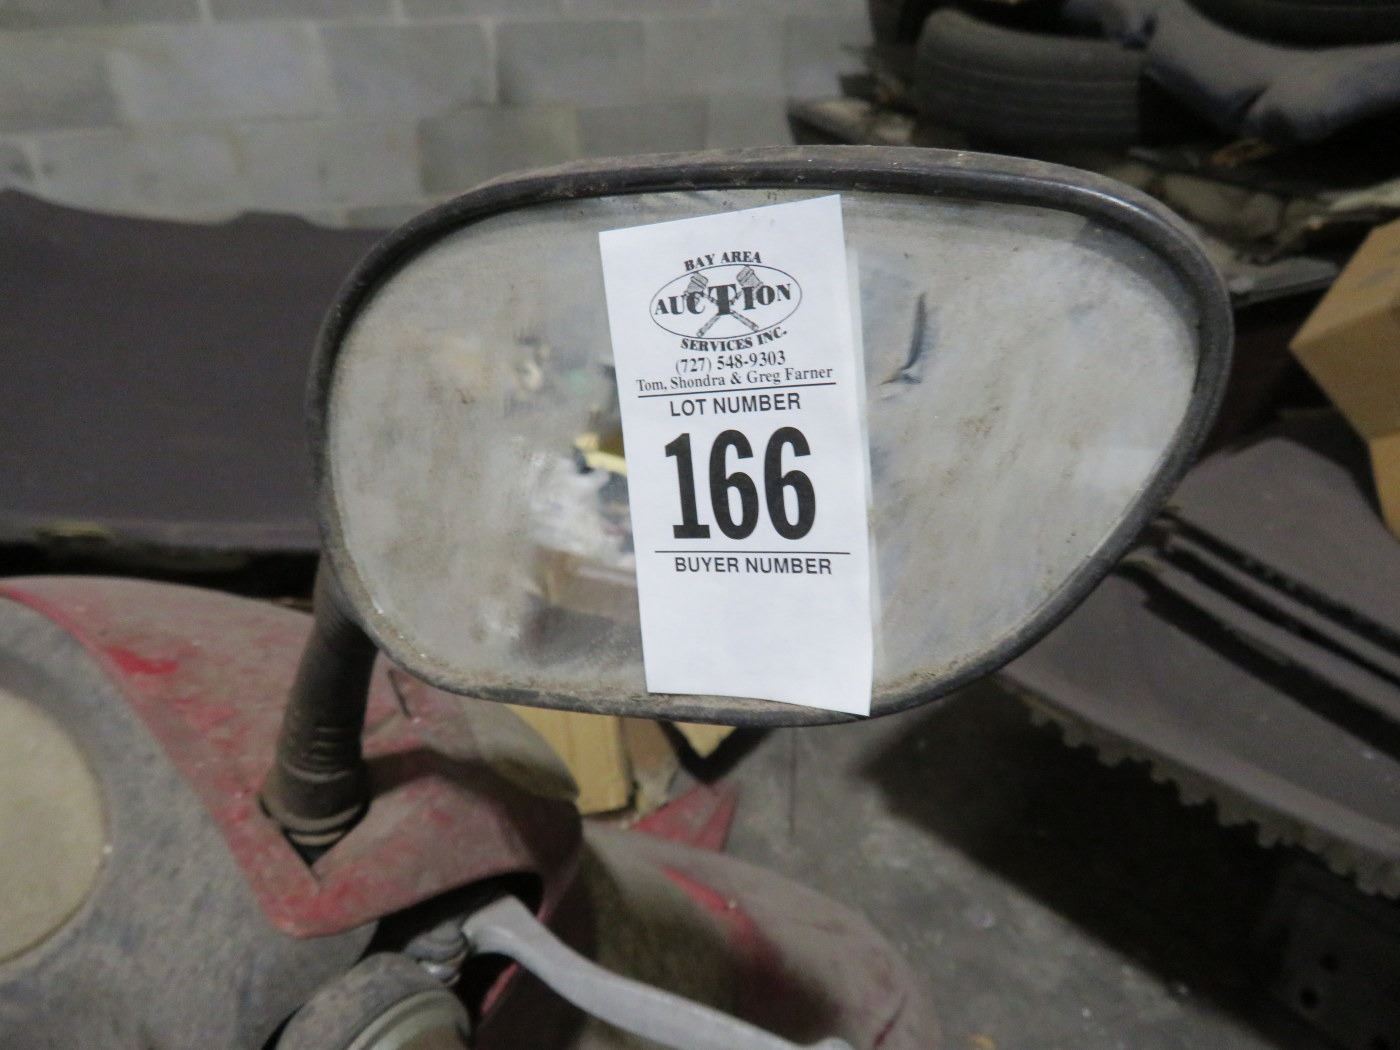 BAY AREA
AUCTION
SERVICES INC.
(727) 548-9303
Tom, Shondra & Greg Farner
LOT NUMBER
166
BUYER NUMBER